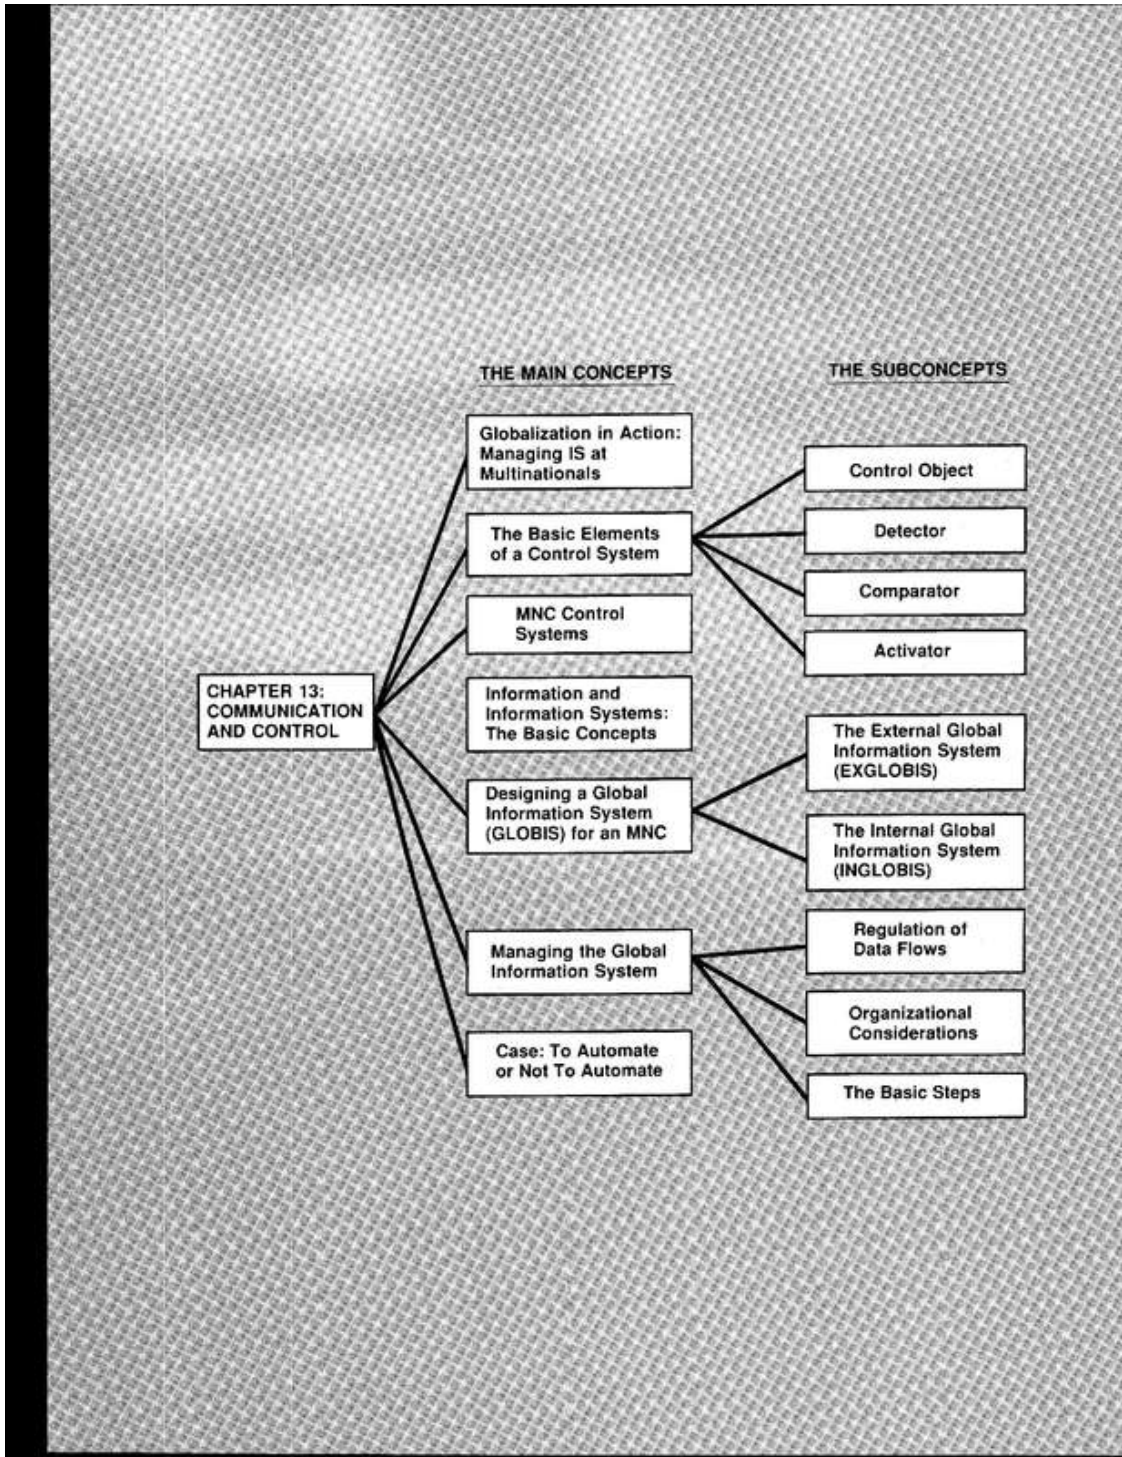 THE MAIN CONCEPTS
THE SUBCONCEPTS
CHAPTER 13:
COMMUNICATION
AND CONTROL
Globalization in Action:
Managing IS at
Multinationals
The Basic Elements
of a Control System
Control Object
Detector
Comparator
Activator
MNC Control
Systems
Information and
Information Systems:
The Basic Concepts
Designing a Global
Information System
(GLOBIS) for an MNC
The External Global
Information System
(EXGLOBIS)
The Internal Global
Information System
(INGLOBIS)
Managing the Global
Information System
Regulation of
Data Flows
Organizational
Considerations
The Basic Steps
Case: To Automate
or Not To Automate